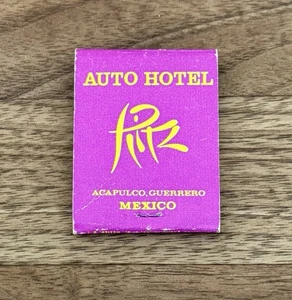 AUTO HOTEL
Ritz
ACAPULCO, GUERRERO
MEXICO